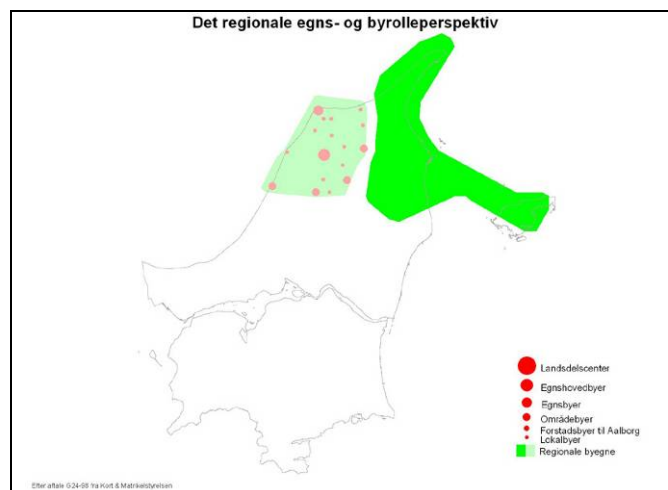 Det regionale egns- og byrolleperspektiv
Landsdelscenter
Egnshovedbyer
Egnsbyer
Områdebyer
Forstadsbyer til Aalborg
Lokalbyer
Regionale byegne
Efter aftale G24-98 fra Kort & Matrikelstyrelsen